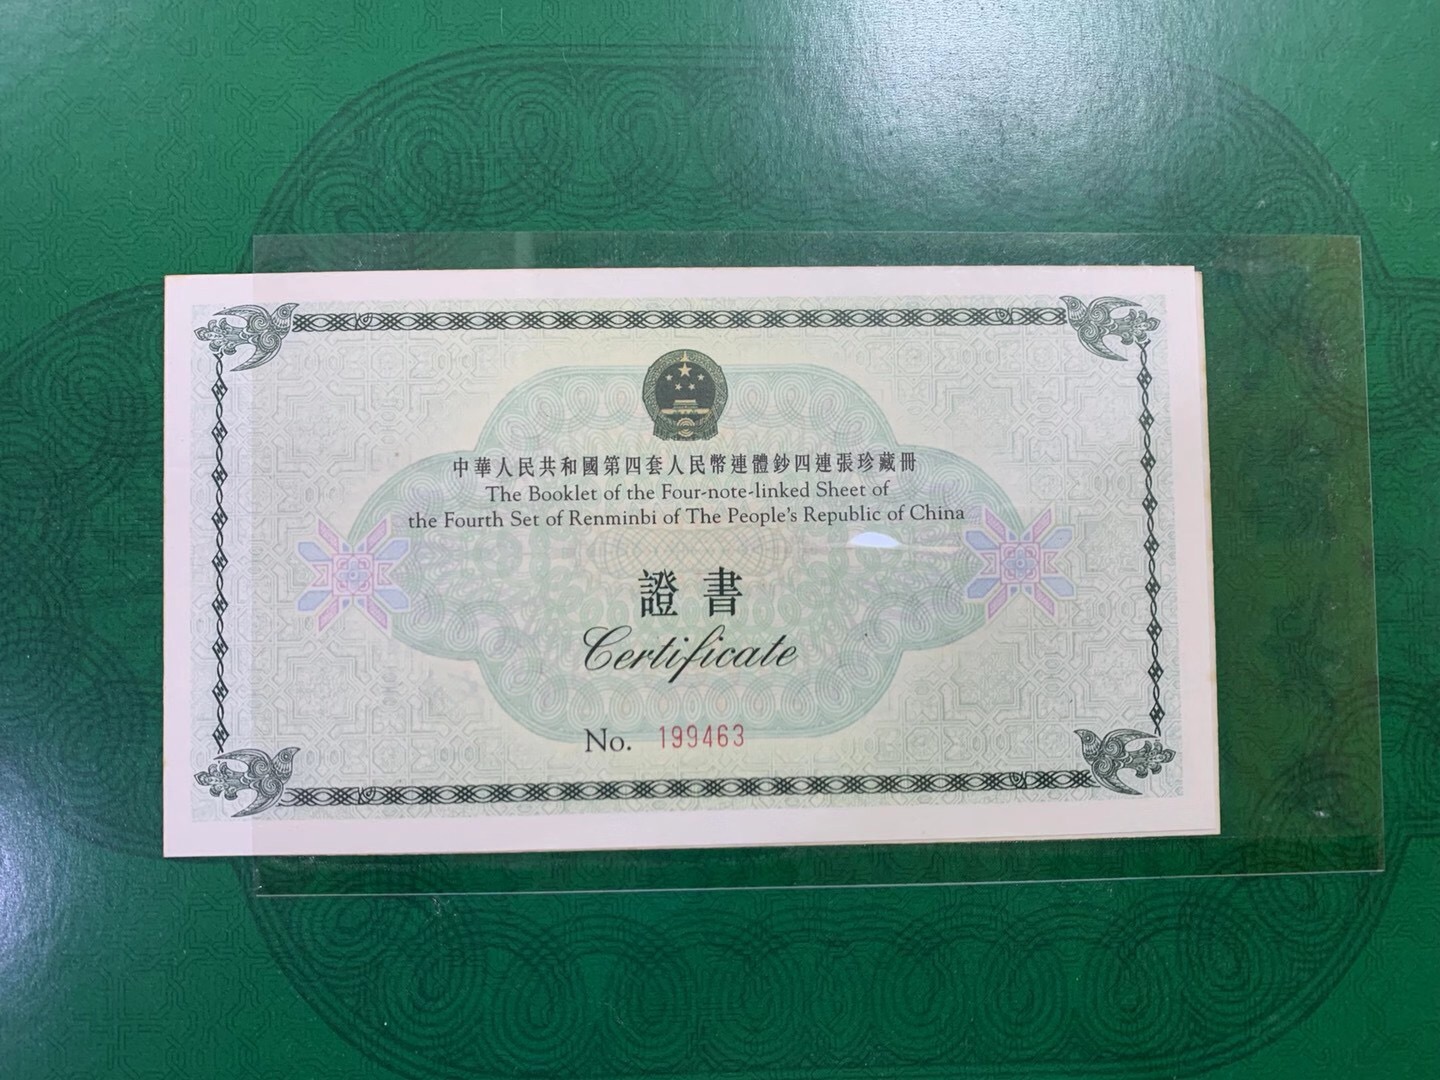 中華人民共和國第四套人民幣連體鈔四連張珍藏冊
The Booklet of the Four-note-linked Sheet of
the Fourth Set of Renminbi of The People's Republic of China
證書
Certificate
No. 199463